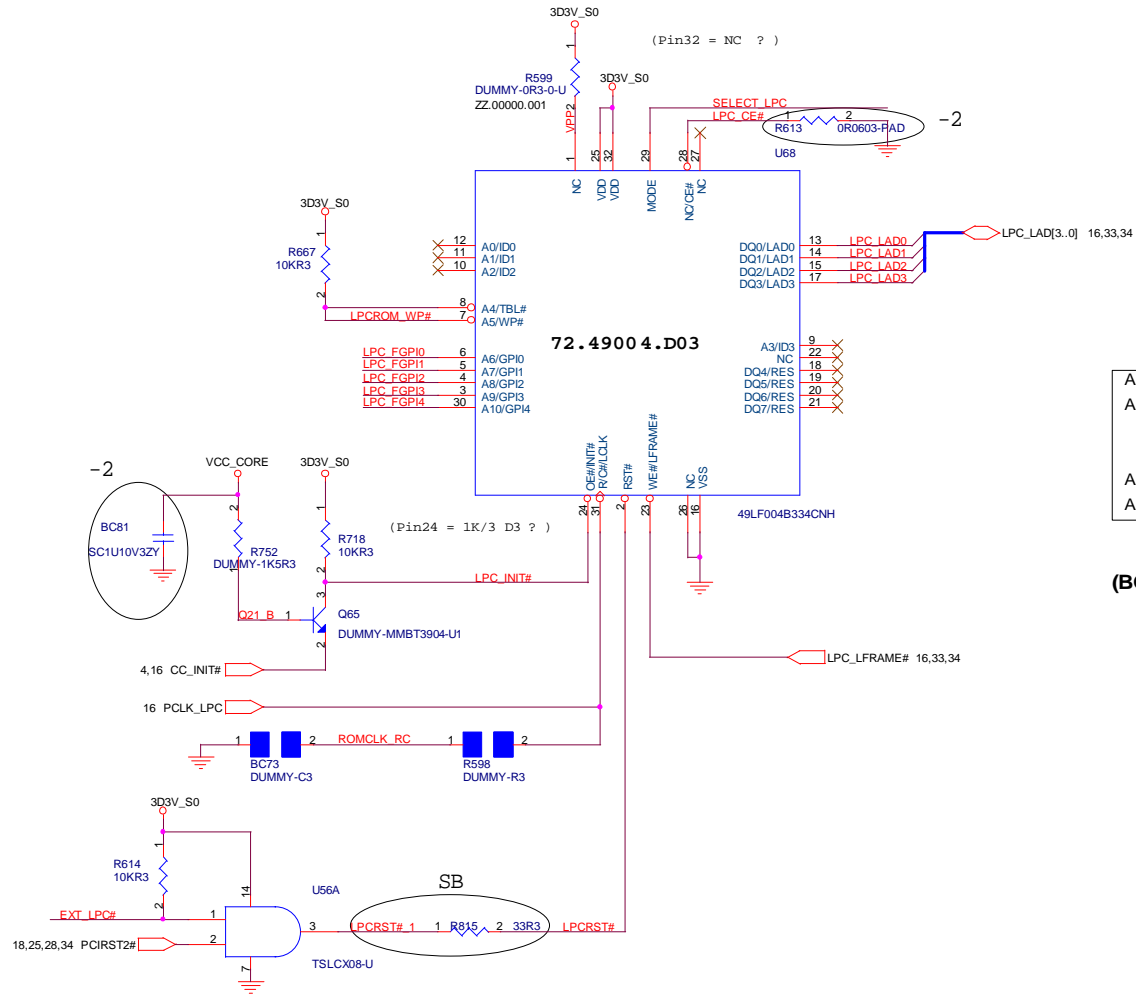 3D3V_S0
(Pin32 = NC ? )
1
R599
DUMMY-0R3-0-U
ZZ.00000.001
2
VPP
3D3V_S0
SELECT_LPC
LPC_CE#
1
2
R613
0R0603-PAD
-2
U68
1
25
32
29
28
27
NC
VDD
VDD
MODE
NC/CE#
NC
3D3V_S0
1
R667
10KR3
2
12 A0/ID0
11 A1/ID1
10 A2/ID2
8 A4/TBL#
LPCROM_WP# 7 A5/WP#
LPC_FGPI0 6 A6/GPI0
LPC_FGPI1 5 A7/GPI1
LPC_FGPI2 4 A8/GPI2
LPC_FGPI3 3 A9/GPI3
LPC_FGPI4 30 A10/GPI4
72.49004.D03
DQ0/LAD0 13 LPC_LAD0
DQ1/LAD1 14 LPC_LAD1
DQ2/LAD2 15 LPC_LAD2
DQ3/LAD3 17 LPC_LAD3
LPC_LAD[3..0] 16,33,34
A3/ID3 9
NC 22
DQ4/RES 18
DQ5/RES 19
DQ6/RES 20
DQ7/RES 21
A
A
A
A
(BO
OE#/INIT#
R/C#/LCLK
RST#
WE#/LFRAME#
NC
VSS
24
31
2
23
26
16
49LF004B334CNH
-2
BC81
SC1U10V3ZY
VCC_CORE
2
R752
DUMMY-1K5R3
1
3D3V_S0
1
R718
10KR3
2
(Pin24 = 1K/3 D3 ? )
LPC_INIT#
3
Q21_B 1
Q65
DUMMY-MMBT3904-U1
2
4,16 CC_INIT#
LPC_LFRAME# 16,33,34
16 PCLK_LPC
1
2
ROMCLK_RC
1
2
BC73
DUMMY-C3
R598
DUMMY-R3
3D3V_S0
1
R614
10KR3
2
14
U56A
SB
EXT_LPC# 1
18,25,28,34 PCIRST2# 2
3
LPCRST#_1 1 R815 2 33R3 LPCRST#
7
TSLCX08-U